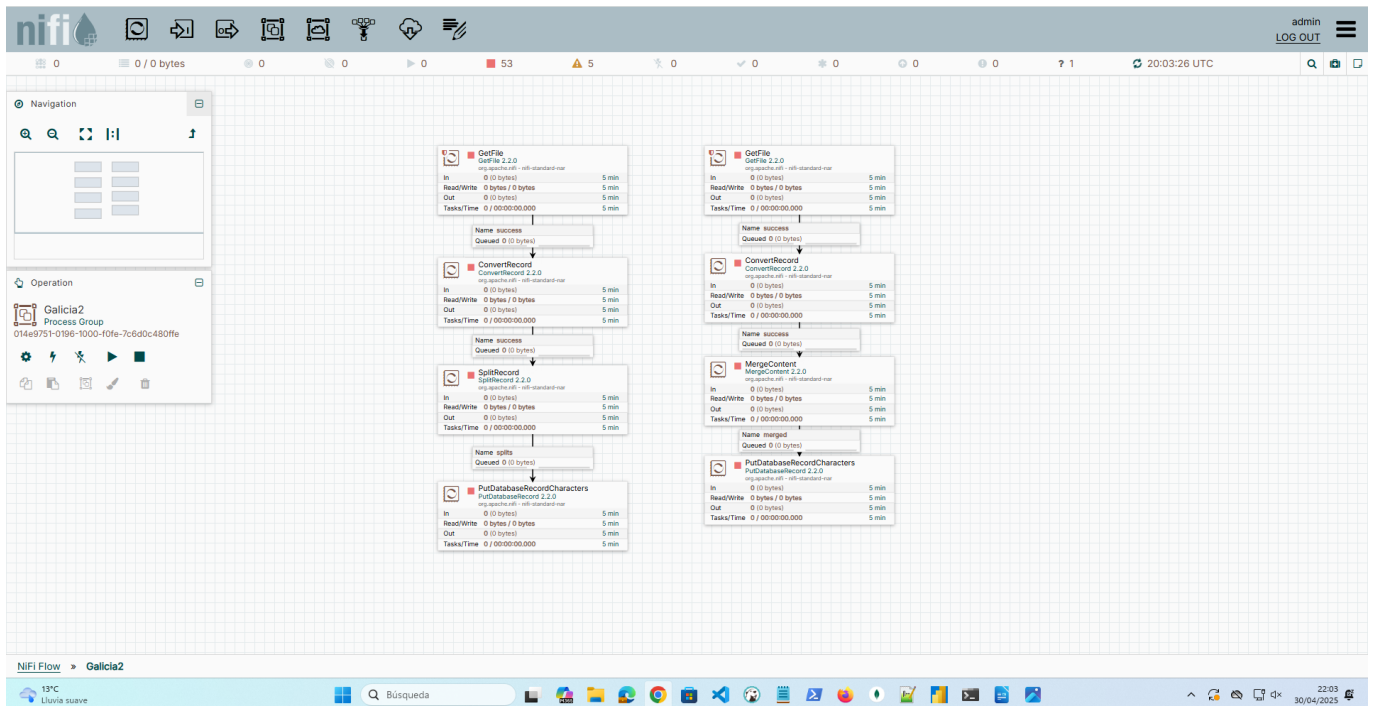 nifi
admin
LOG OUT
0
0 / 0 bytes
0
0
0
53
5
0
0
0
0
0
? 1
20:03:26 UTC
Navigation
Operation
Galicia2
Process Group
014e9751-0196-1000-f0fe-7c6d0c480ffe
GetFile
GetFile 2.2.0
org.apache.nifi - nifi-standard-nar
In 0 (0 bytes) 5 min
Read/Write 0 bytes / 0 bytes 5 min
Out 0 (0 bytes) 5 min
Tasks/Time 0 / 00:00:00.000 5 min
Name success
Queued 0 (0 bytes)
ConvertRecord
ConvertRecord 2.2.0
org.apache.nifi - nifi-standard-nar
In 0 (0 bytes) 5 min
Read/Write 0 bytes / 0 bytes 5 min
Out 0 (0 bytes) 5 min
Tasks/Time 0 / 00:00:00.000 5 min
Name success
Queued 0 (0 bytes)
SplitRecord
SplitRecord 2.2.0
org.apache.nifi - nifi-standard-nar
In 0 (0 bytes) 5 min
Read/Write 0 bytes / 0 bytes 5 min
Out 0 (0 bytes) 5 min
Tasks/Time 0 / 00:00:00.000 5 min
Name splits
Queued 0 (0 bytes)
PutDatabaseRecordCharacters
PutDatabaseRecord 2.2.0
org.apache.nifi - nifi-standard-nar
In 0 (0 bytes) 5 min
Read/Write 0 bytes / 0 bytes 5 min
Out 0 (0 bytes) 5 min
Tasks/Time 0 / 00:00:00.000 5 min
GetFile
GetFile 2.2.0
org.apache.nifi - nifi-standard-nar
In 0 (0 bytes) 5 min
Read/Write 0 bytes / 0 bytes 5 min
Out 0 (0 bytes) 5 min
Tasks/Time 0 / 00:00:00.000 5 min
Name success
Queued 0 (0 bytes)
ConvertRecord
ConvertRecord 2.2.0
org.apache.nifi - nifi-standard-nar
In 0 (0 bytes) 5 min
Read/Write 0 bytes / 0 bytes 5 min
Out 0 (0 bytes) 5 min
Tasks/Time 0 / 00:00:00.000 5 min
Name success
Queued 0 (0 bytes)
MergeContent
MergeContent 2.2.0
org.apache.nifi - nifi-standard-nar
In 0 (0 bytes) 5 min
Read/Write 0 bytes / 0 bytes 5 min
Out 0 (0 bytes) 5 min
Tasks/Time 0 / 00:00:00.000 5 min
Name merged
Queued 0 (0 bytes)
PutDatabaseRecordCharacters
PutDatabaseRecord 2.2.0
org.apache.nifi - nifi-standard-nar
In 0 (0 bytes) 5 min
Read/Write 0 bytes / 0 bytes 5 min
Out 0 (0 bytes) 5 min
Tasks/Time 0 / 00:00:00.000 5 min
NiFi Flow » Galicia2
13°C
Lluvia suave
Búsqueda
22:03
30/04/2025